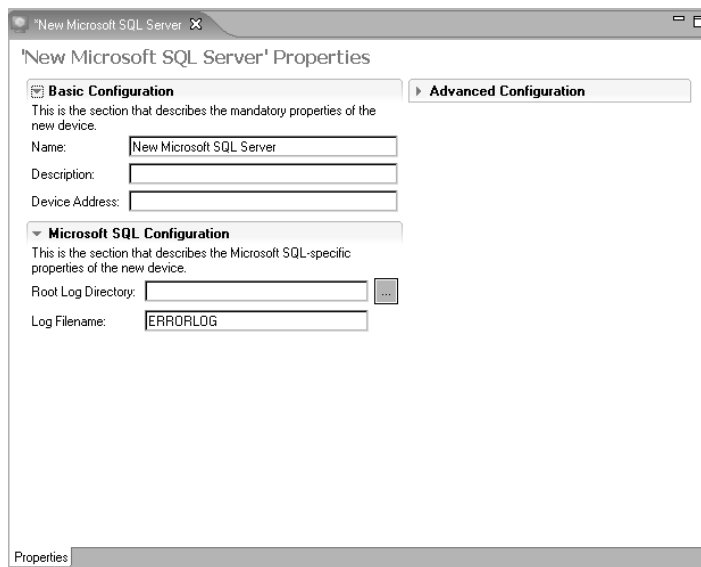 *New Microsoft SQL Server
'New Microsoft SQL Server' Properties
Basic Configuration
This is the section that describes the mandatory properties of the
new device.
Name: New Microsoft SQL Server
Description:
Device Address:
Microsoft SQL Configuration
This is the section that describes the Microsoft SQL-specific
properties of the new device.
Root Log Directory: ...
Log Filename: ERRORLOG
Advanced Configuration
Properties